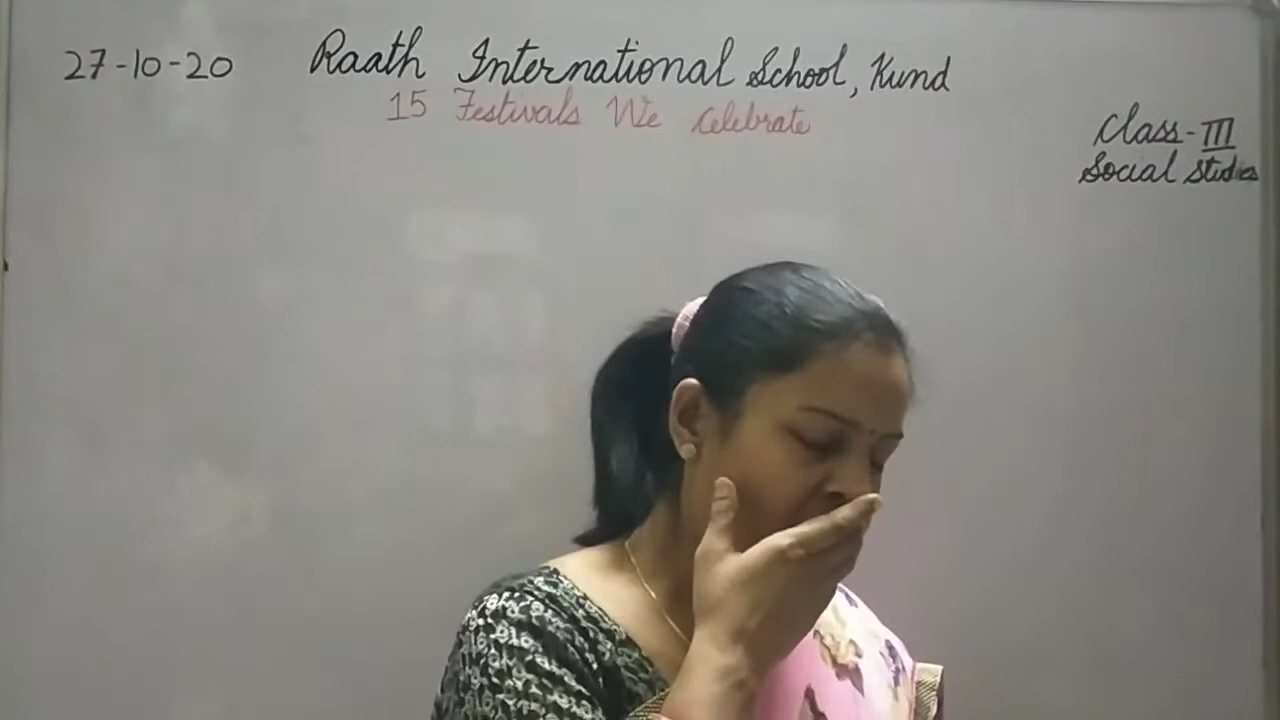 27-10-20 Raath International School, Kund
15 Festivals We Celebrate
Class-III
Social Studies